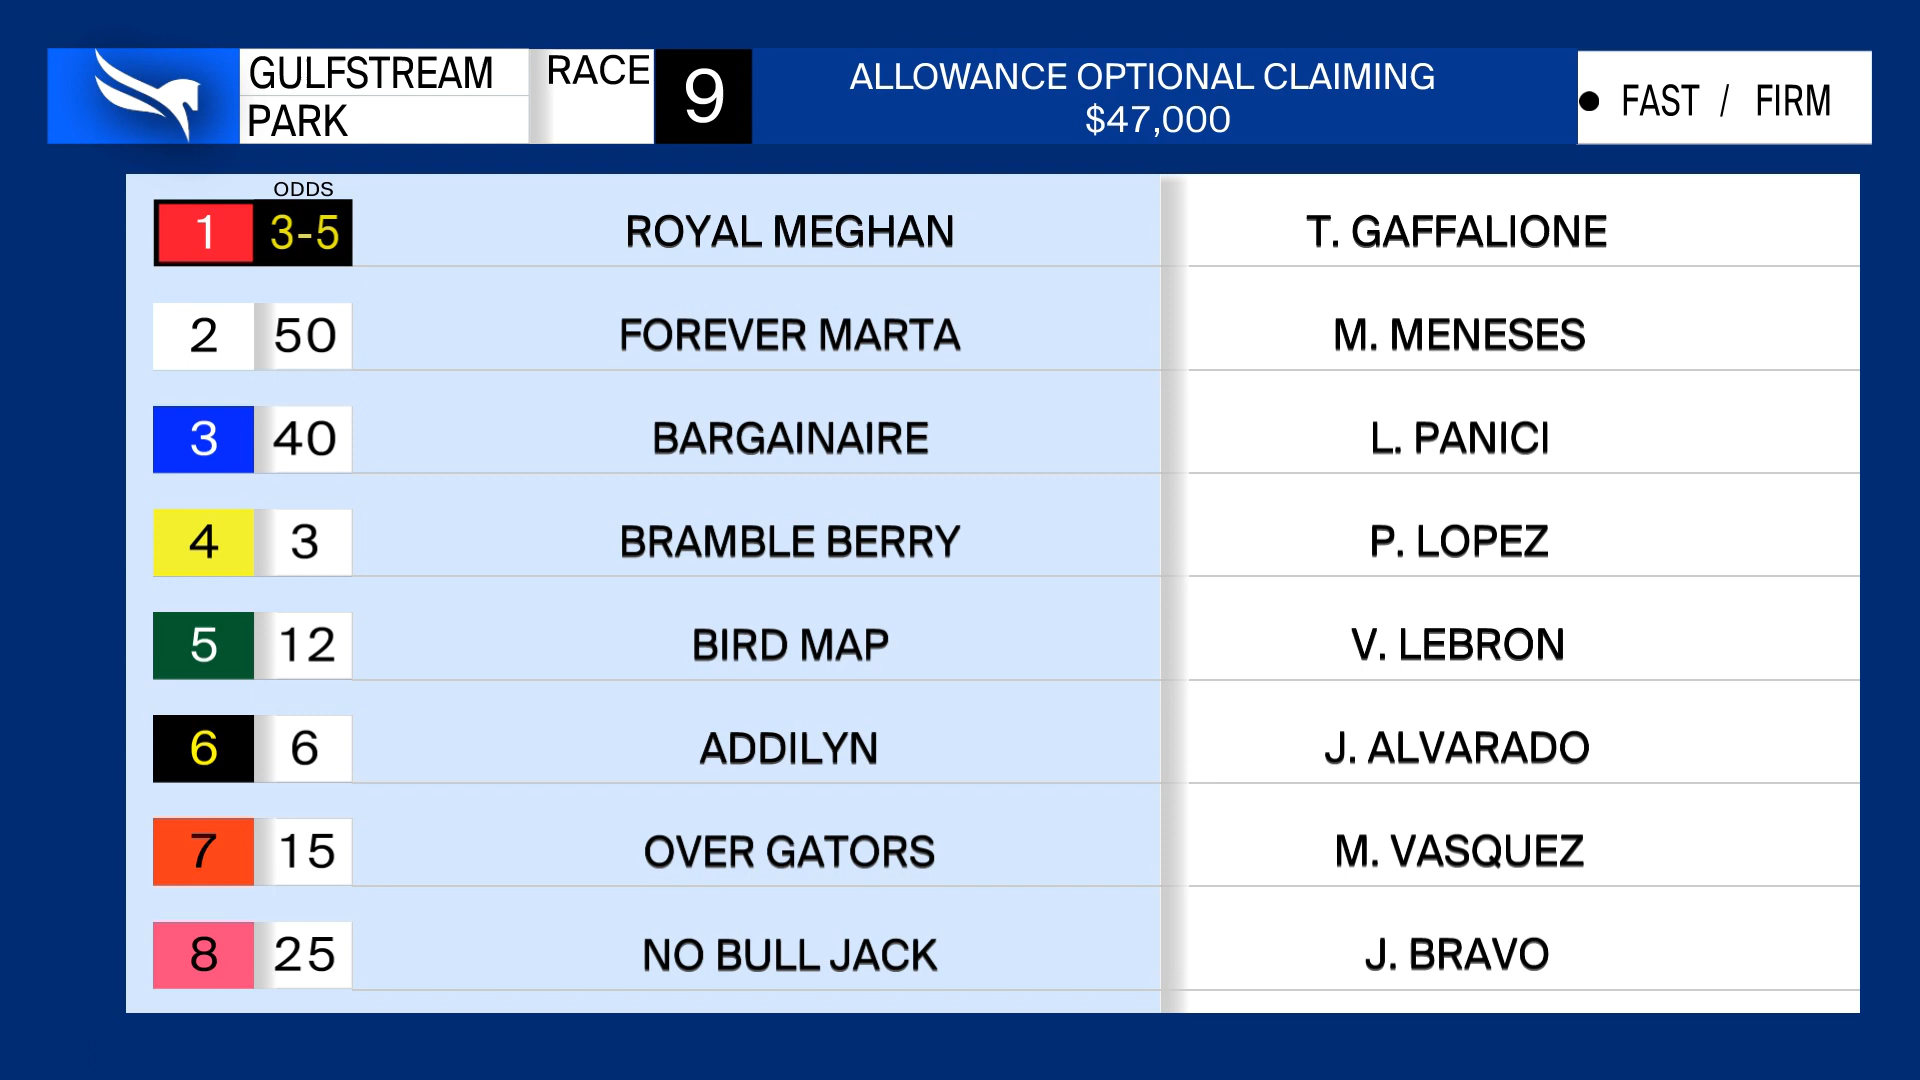 GULFSTREAM PARK
RACE 9
ALLOWANCE OPTIONAL CLAIMING
$47,000
• FAST / FIRM
ODDS
1 3-5 ROYAL MEGHAN T. GAFFALIONE
2 50 FOREVER MARTA M. MENESES
3 40 BARGAINAIRE L. PANICI
4 3 BRAMBLE BERRY P. LOPEZ
5 12 BIRD MAP V. LEBRON
6 6 ADDILYN J. ALVARADO
7 15 OVER GATORS M. VASQUEZ
8 25 NO BULL JACK J. BRAVO